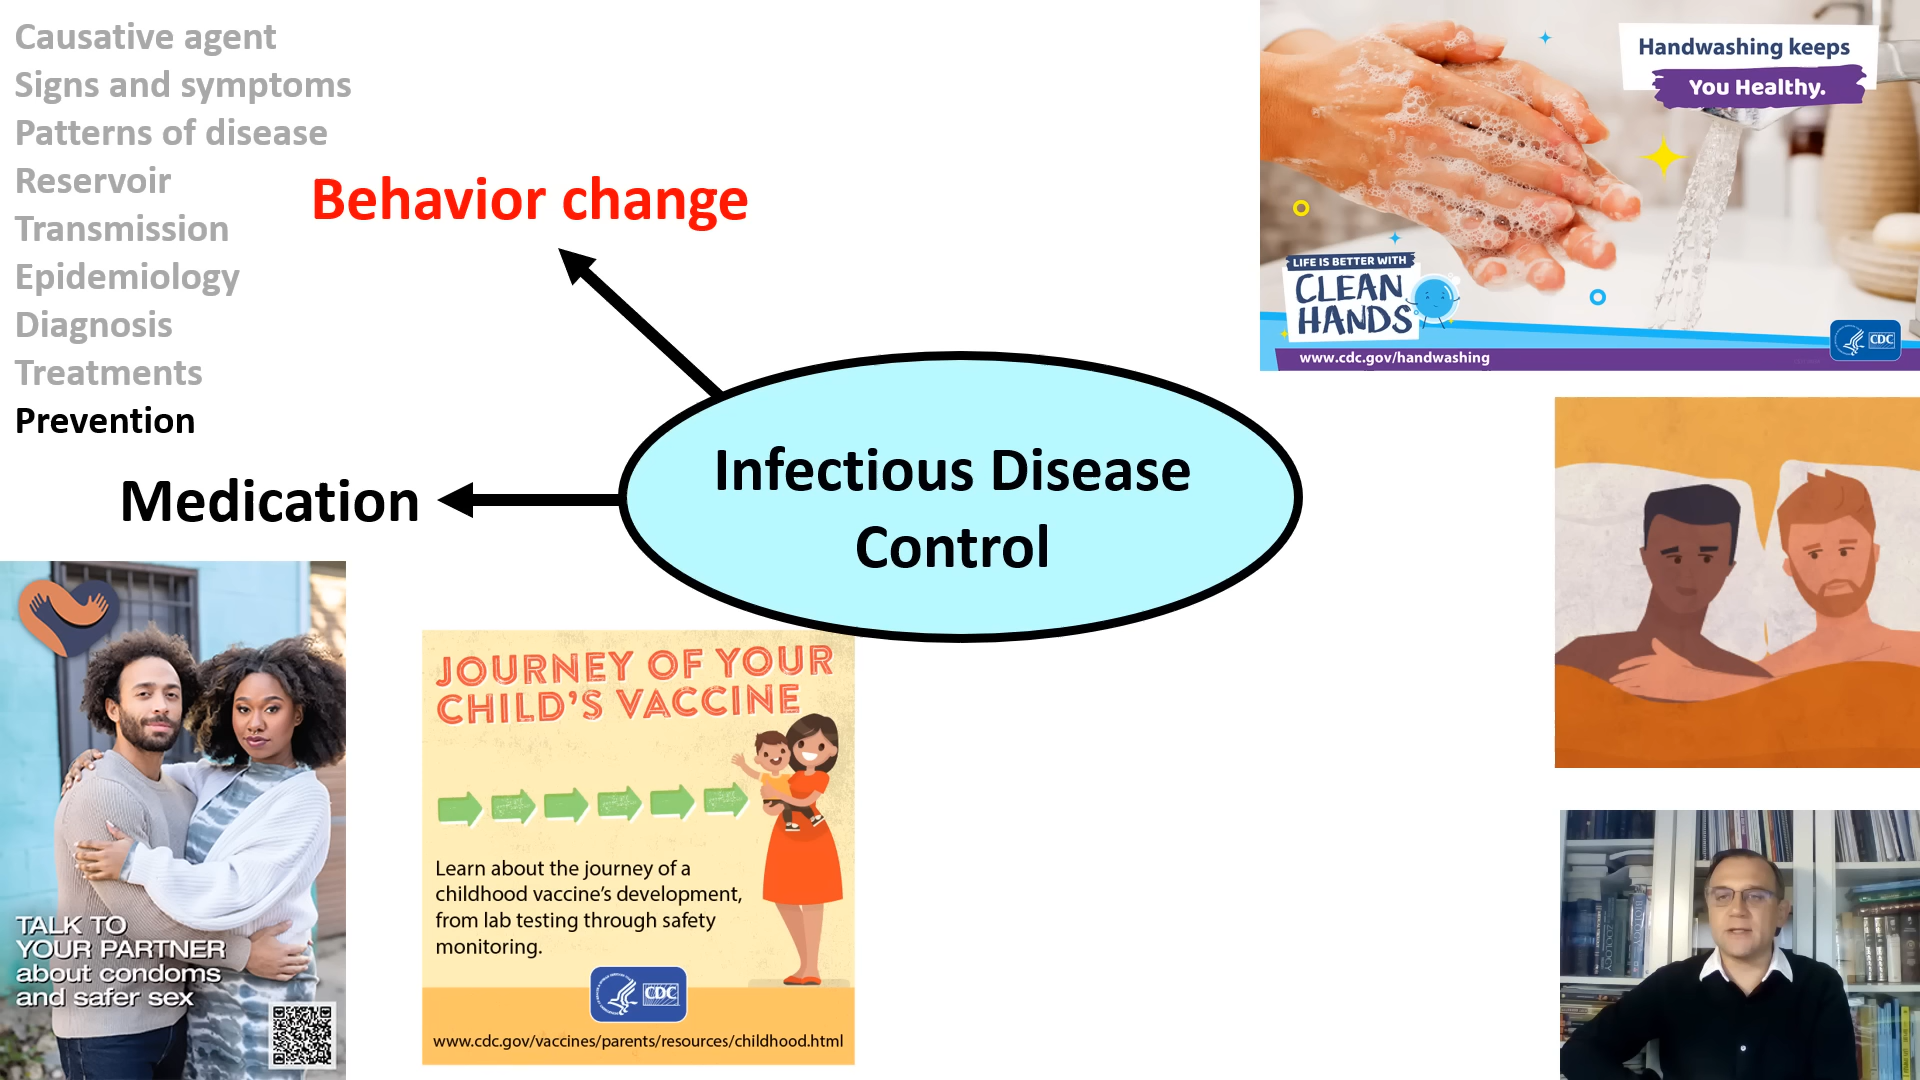 Causative agent
Signs and symptoms
Patterns of disease
Reservoir
Transmission
Epidemiology
Diagnosis
Treatments
Prevention
Behavior change
Medication
Infectious Disease
Control
Handwashing keeps
You Healthy.
LIFE IS BETTER WITH
CLEAN
HANDS
CDC
www.cdc.gov/handwashing
TALK TO
YOUR PARTNER
about condoms
and safer sex
JOURNEY OF YOUR
CHILD'S VACCINE
Learn about the journey of a
childhood vaccine's development,
from lab testing through safety
monitoring.
CDC
www.cdc.gov/vaccines/parents/resources/childhood.html
ZOOLOGY